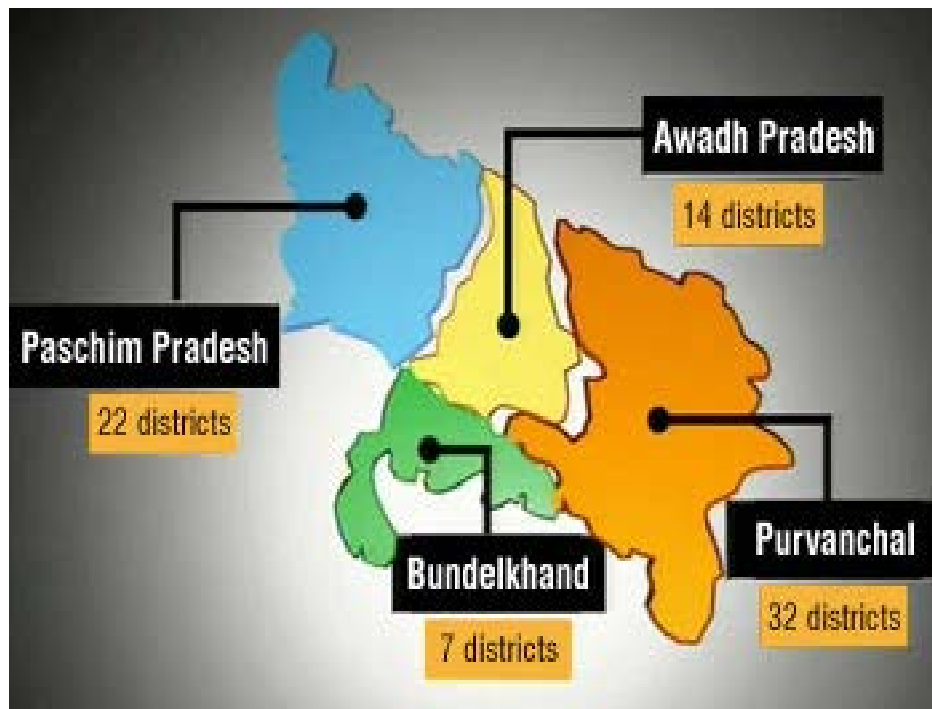 Awadh Pradesh
14 districts
Paschim Pradesh
22 districts
Bundelkhand
7 districts
Purvanchal
32 districts